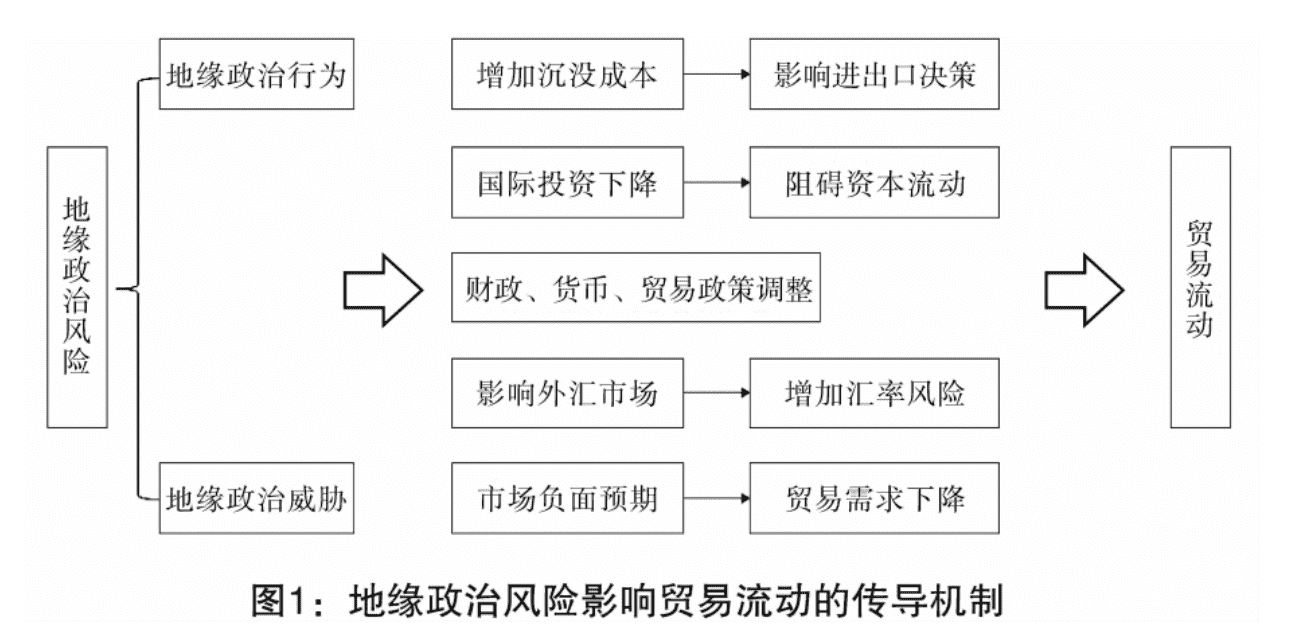 地缘政治风险
地缘政治行为
地缘政治威胁
增加沉没成本
影响进出口决策
国际投资下降
阻碍资本流动
财政、货币、贸易政策调整
影响外汇市场
增加汇率风险
市场负面预期
贸易需求下降
贸易流动
图1：地缘政治风险影响贸易流动的传导机制